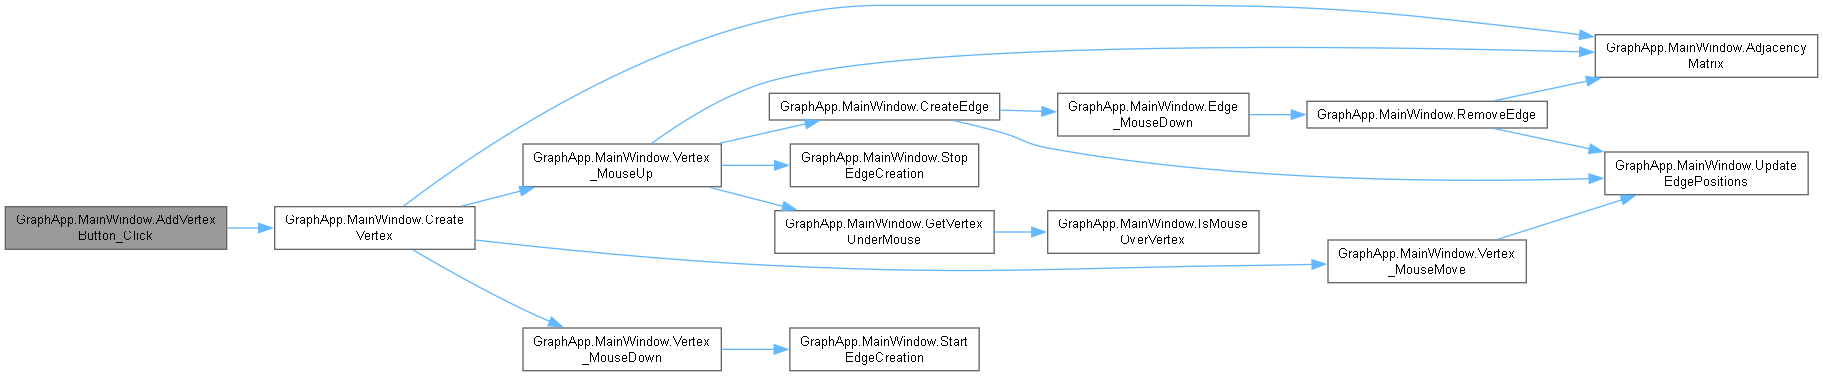 GraphApp.MainWindow.AddVertex
Button_Click
GraphApp.MainWindow.Create
Vertex
GraphApp.MainWindow.Vertex
_MouseUp
GraphApp.MainWindow.CreateEdge
GraphApp.MainWindow.Stop
EdgeCreation
GraphApp.MainWindow.GetVertex
UnderMouse
GraphApp.MainWindow.Vertex
_MouseDown
GraphApp.MainWindow.Start
EdgeCreation
GraphApp.MainWindow.Edge
_MouseDown
GraphApp.MainWindow.IsMouse
OverVertex
GraphApp.MainWindow.RemoveEdge
GraphApp.MainWindow.Vertex
_MouseMove
GraphApp.MainWindow.Adjacency
Matrix
GraphApp.MainWindow.Update
EdgePositions